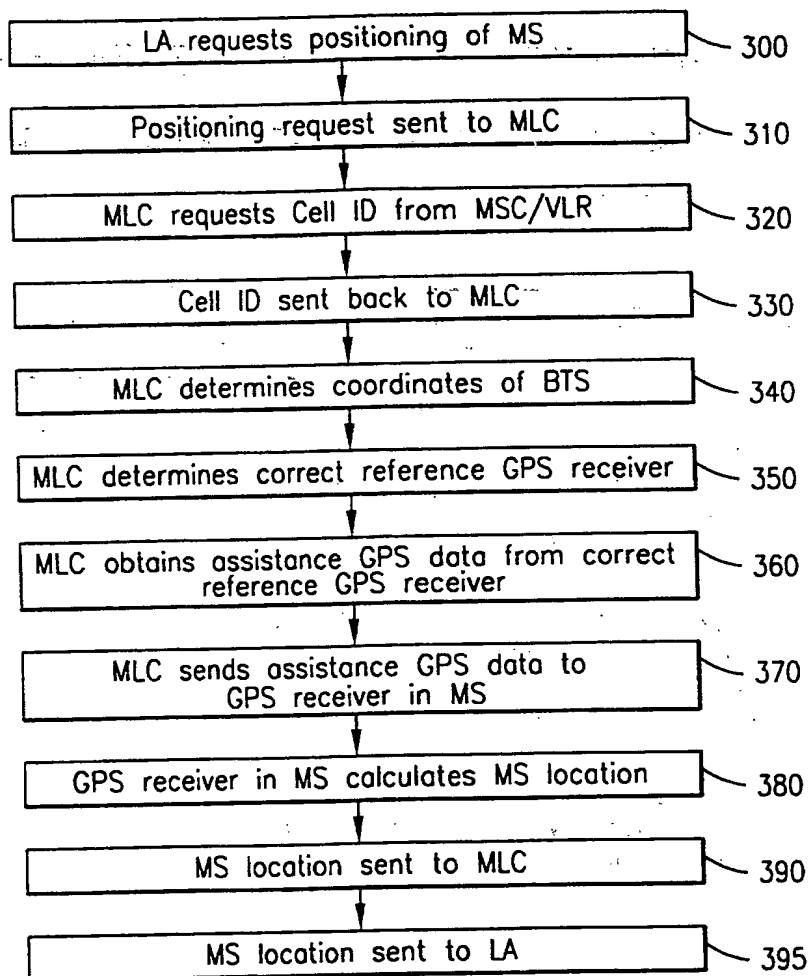 LA requests positioning of MS
300
Positioning request sent to MLC
310
MLC requests Cell ID from MSC/VLR
320
Cell ID sent back to MLC
330
MLC determines coordinates of BTS
340
MLC determines correct reference GPS receiver
350
MLC obtains assistance GPS data from correct
reference GPS receiver
360
MLC sends assistance GPS data to
GPS receiver in MS
370
GPS receiver in MS calculates MS location
380
MS location sent to MLC
390
MS location sent to LA
395